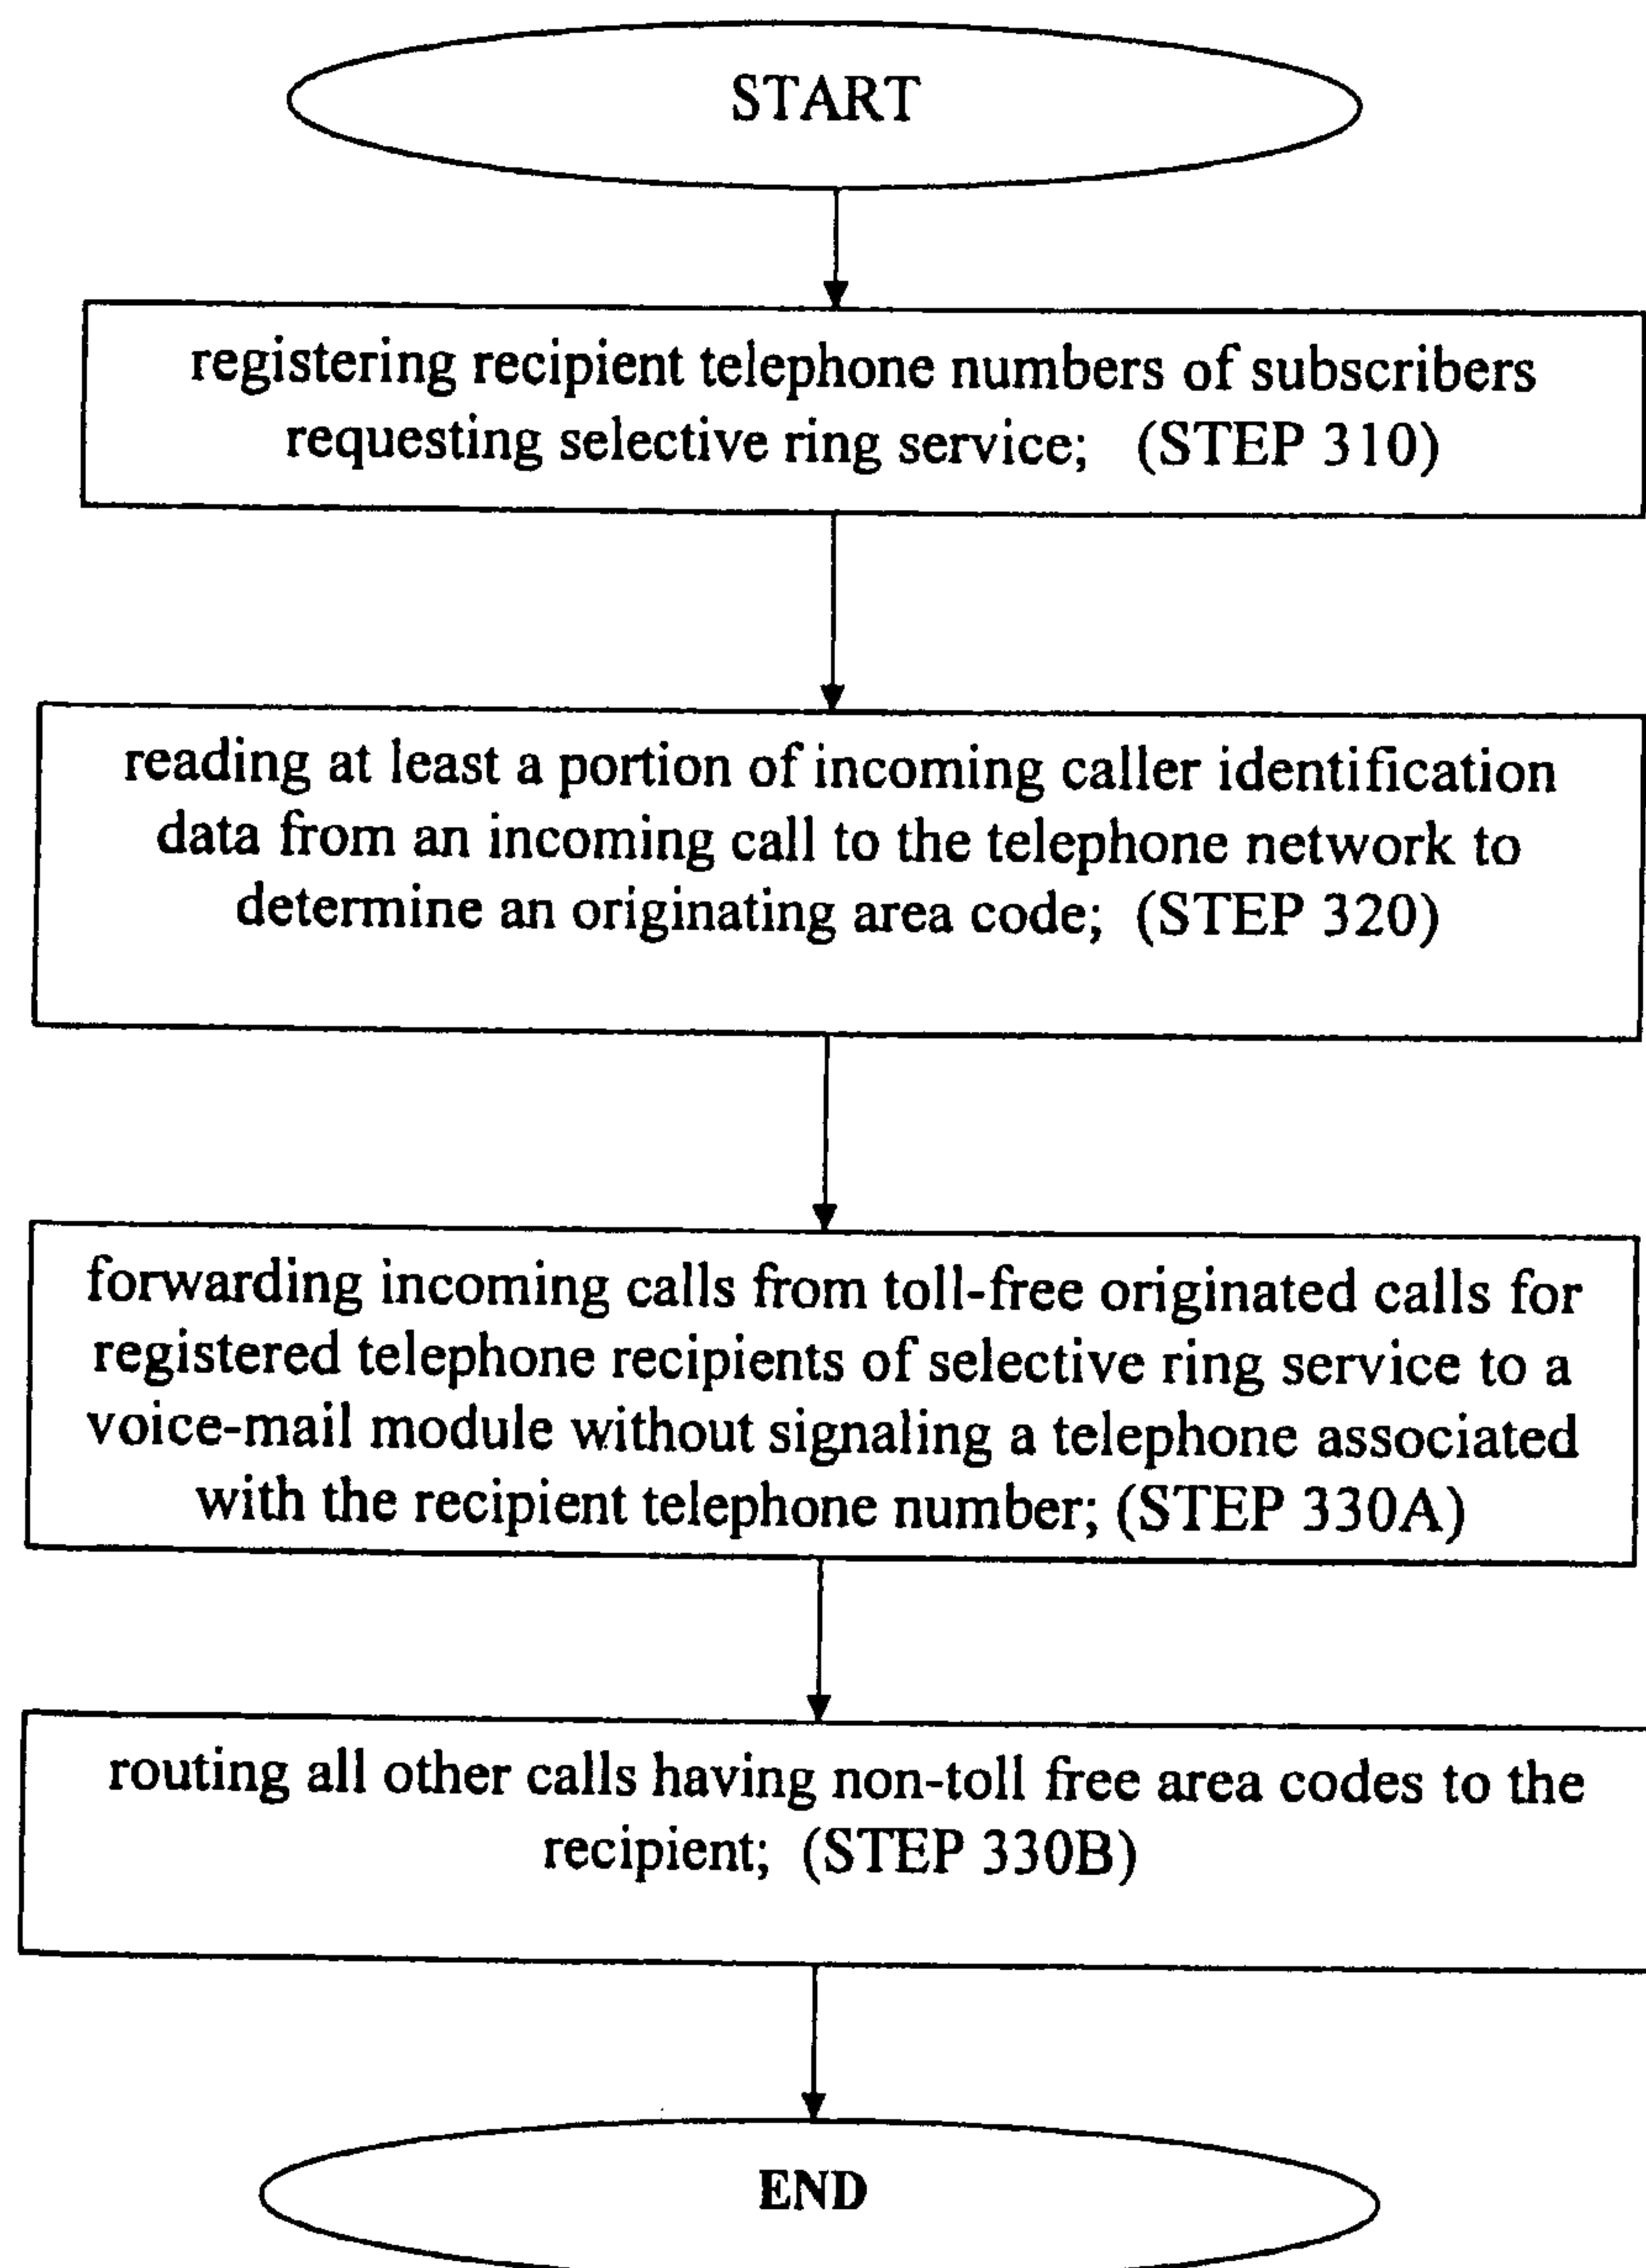 START
registering recipient telephone numbers of subscribers
requesting selective ring service; (STEP 310)
reading at least a portion of incoming caller identification
data from an incoming call to the telephone network to
determine an originating area code; (STEP 320)
forwarding incoming calls from toll-free originated calls for
registered telephone recipients of selective ring service to a
voice-mail module without signaling a telephone associated
with the recipient telephone number; (STEP 330A)
routing all other calls having non-toll free area codes to the
recipient; (STEP 330B)
END